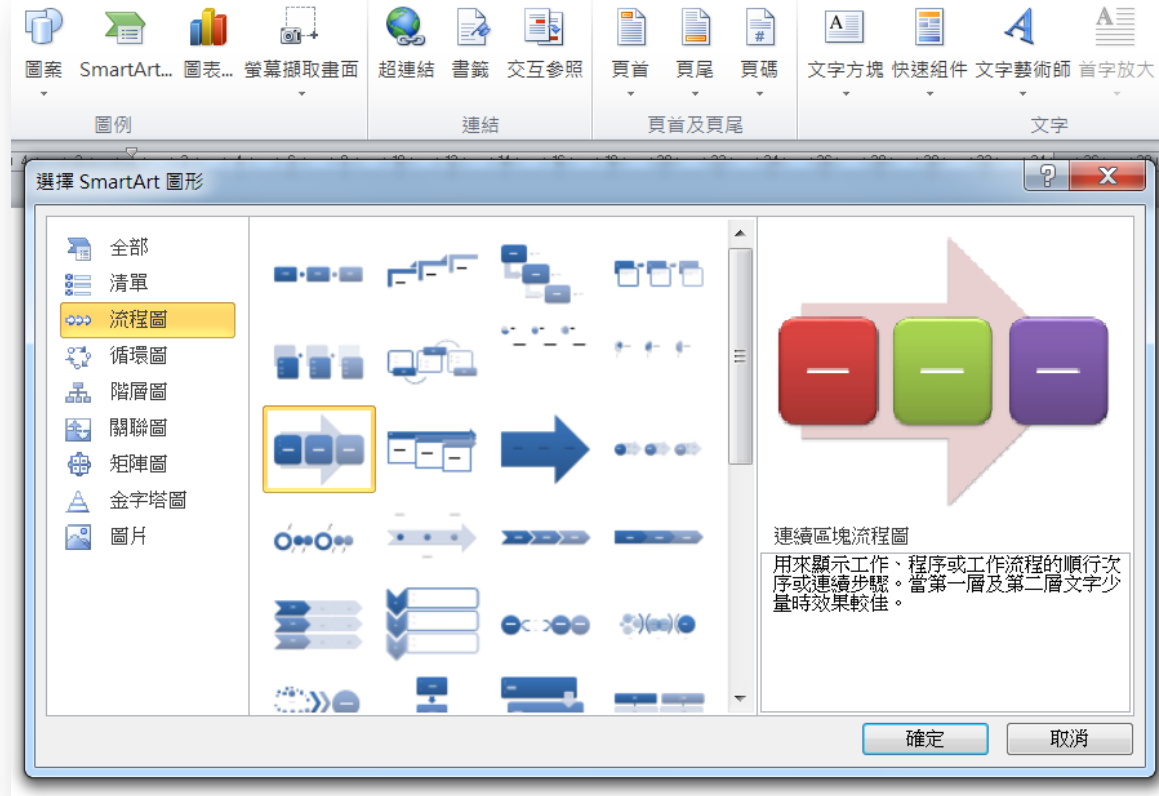 圖案 SmartArt... 圖表... 螢幕擷取畫面 超連結 書籤 交互參照 頁首 頁尾 頁碼 文字方塊 快速組件 文字藝術師 首字放大
圖例 連結 頁首及頁尾 文字
選擇 SmartArt 圖形
全部
清單
流程圖
循環圖
階層圖
關聯圖
矩陣圖
金字塔圖
圖片
連續區塊流程圖
用來顯示工作、程序或工作流程的順行次
序或連續步驟。當第一層及第二層文字少
量時效果較佳。
確定 取消